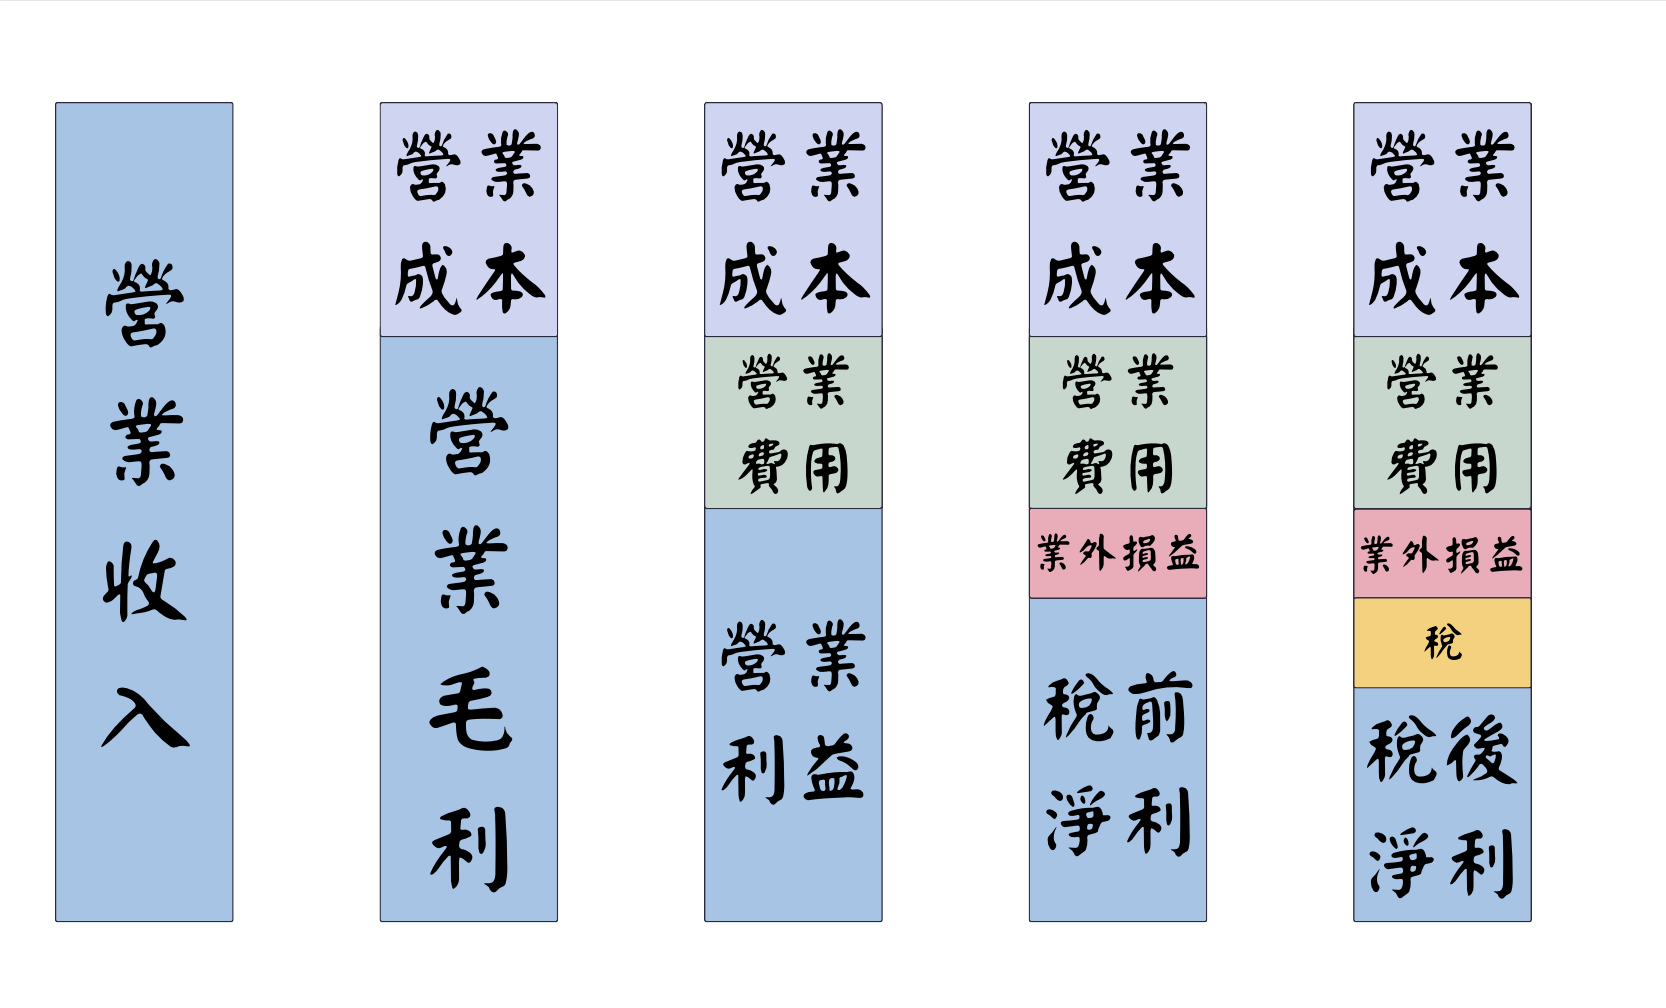 營
業
收
入
營業
成本
營
業
毛
利
營業
成本
營業
費用
營業
利益
營業
成本
營業
費用
業外損益
稅前
淨利
營業
成本
營業
費用
業外損益
稅
稅後
淨利